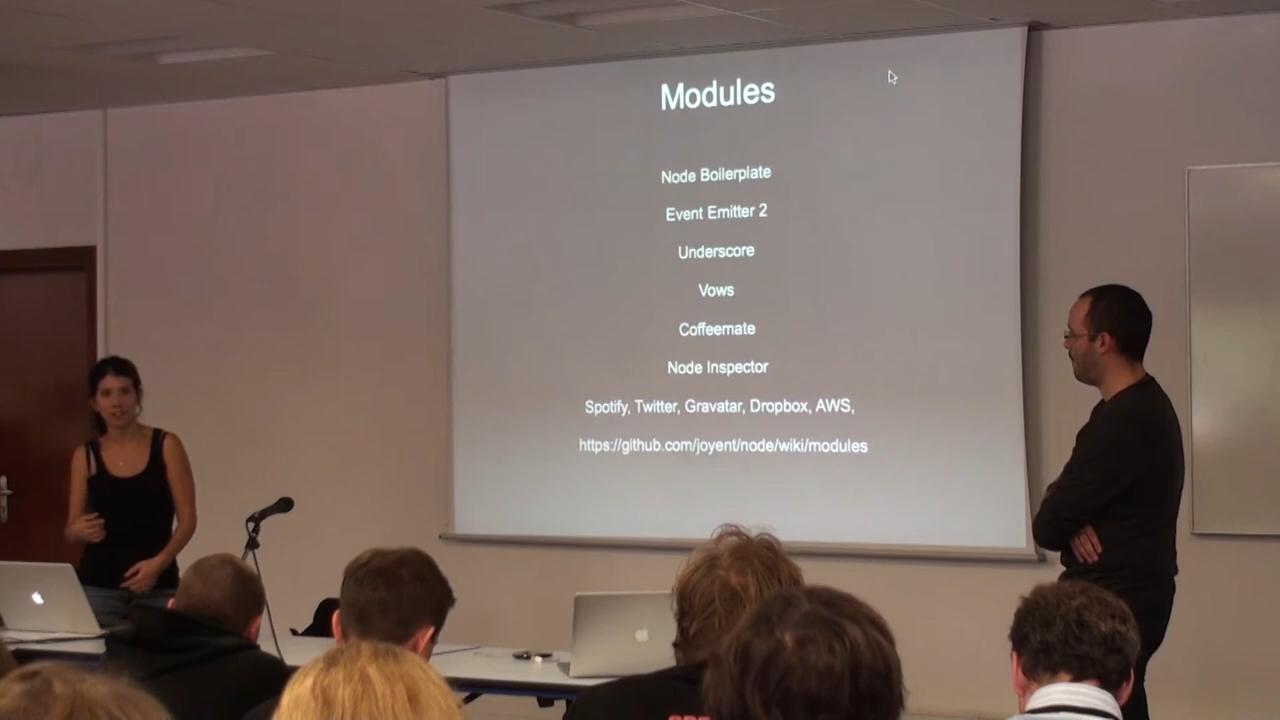 Modules
Node Boilerplate
Event Emitter 2
Underscore
Vows
Coffeemate
Node Inspector
Spotify, Twitter, Gravatar, Dropbox, AWS,
https://github.com/joyent/node/wiki/modules